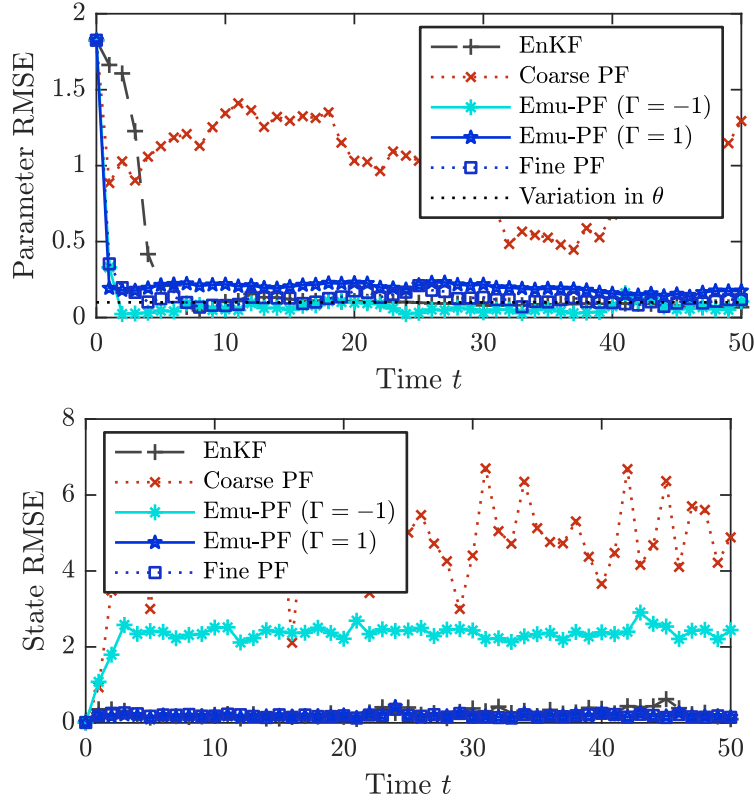 2
1.5
1
0.5
0
Parameter RMSE
EnKF
Coarse PF
Emu-PF (Γ = −1)
Emu-PF (Γ = 1)
Fine PF
Variation in θ
0 10 20 30 40 50
Time t
8
6
4
2
0
State RMSE
EnKF
Coarse PF
Emu-PF (Γ = −1)
Emu-PF (Γ = 1)
Fine PF
0 10 20 30 40 50
Time t